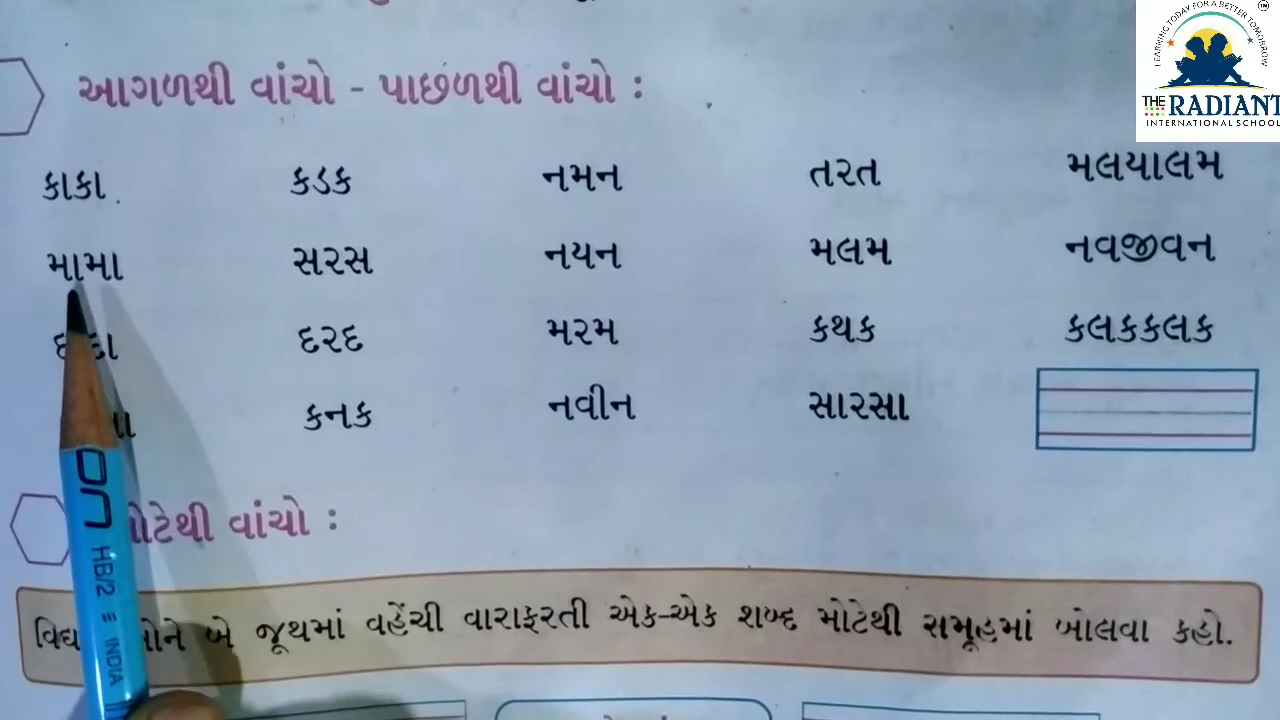 LEARNING TODAY FOR A BETTER TOMORROW
THE RADIANT
INTERNATIONAL SCHOOL
આગળથી વાંચો - પાછળથી વાંચો :
કાકા કડક નમન તરત મલયાલમ
મામા સરસ નયન મલમ નવજીવન
દરદ મરમ કથક કલકકલક
કનક નવીન સારસા
વાંચો :
બે જૂથમાં વહેંચી વારાફરતી એક-એક શબ્દ મોટેથી સમૂહમાં બોલવા કહો.
HB/2 INDIA